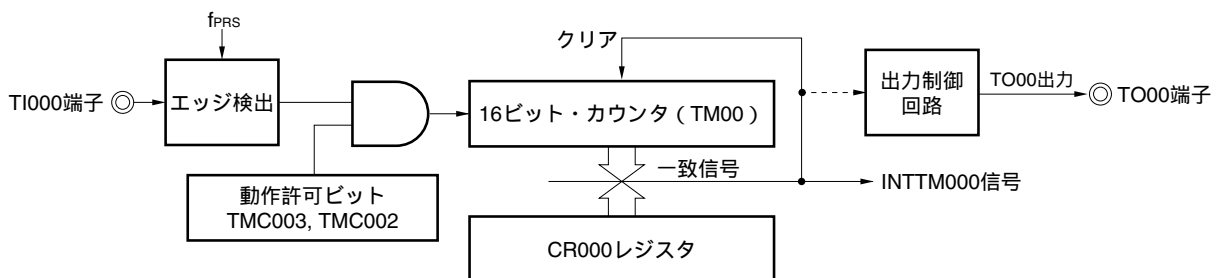 fPRS
TI000端子
エッジ検出
動作許可ビット
TMC003, TMC002
クリア
16ビット・カウンタ（TM00）
一致信号
CR000レジスタ
出力制御
回路
TO00出力
TO00端子
INTTM000信号